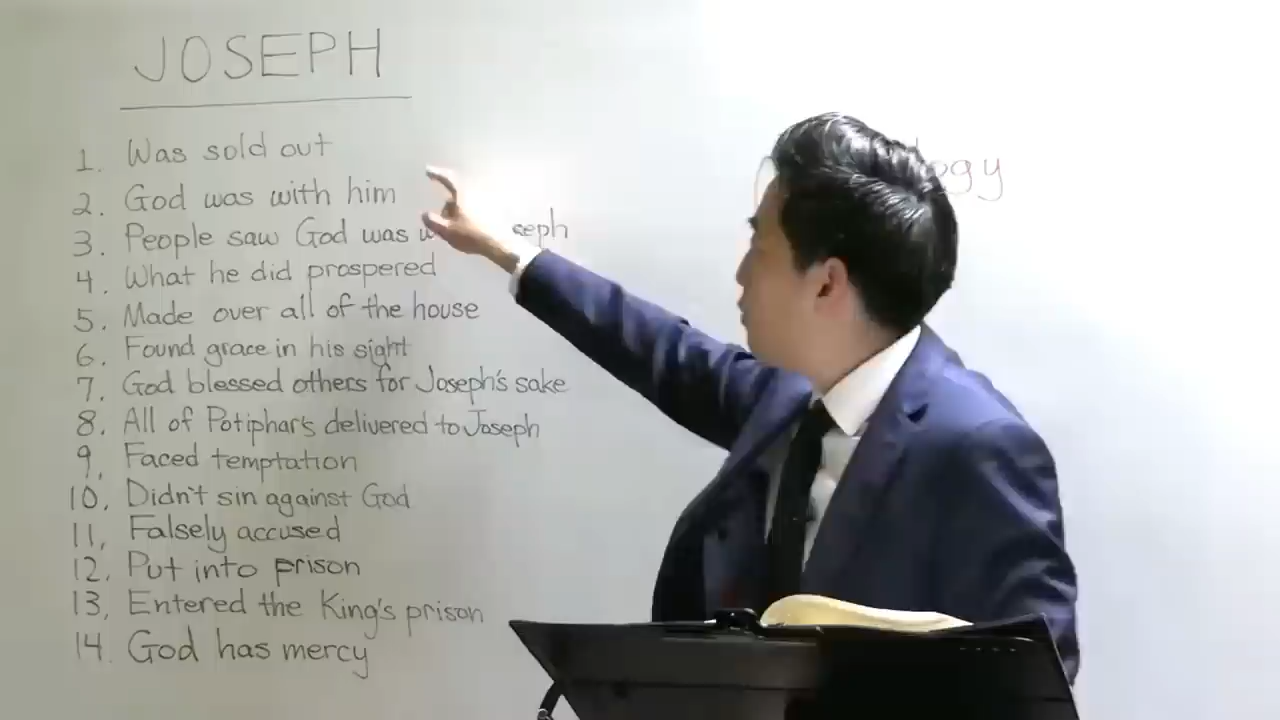 JOSEPH
1. Was sold out
2. God was with him
3. People saw God was seph
4. What he did prospered
5. Made over all of the house
6. Found grace in his sight
7. God blessed others for Joseph's sake
8. All of Potiphar's delivered to Joseph
9. Faced temptation
10. Didn't sin against God
11. Falsely accused
12. Put into prison
13. Entered the King's prison
14. God has mercy
ogy